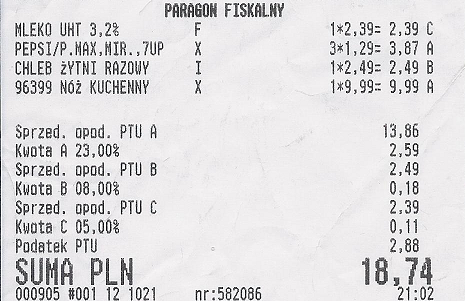 PARAGON FISKALNY
MLEKO UHT 3,2% F 1*2,39= 2,39 C
PEPSI/P.MAX,MIR.,7UP X 3*1,29= 3,87 A
CHLEB ŻYTNI RAZOWY I 1*2,49= 2,49 B
96399 NÓŻ KUCHENNY X 1*9,99= 9,99 A
Sprzed. opod. PTU A 13,86
Kwota A 23,00% 2,59
Sprzed. opod. PTU B 2,49
Kwota B 08,00% 0,18
Sprzed. opod. PTU C 2,39
Kwota C 05,00% 0,11
Podatek PTU 2,88
SUMA PLN 18,74
000905 #001 12 1021 nr:582086 21:02